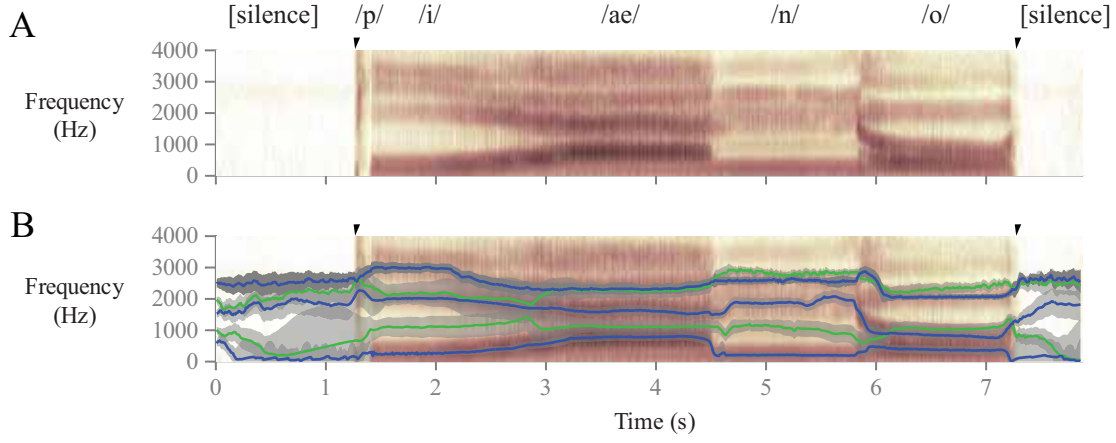 [silence] /p/ /i/ /ae/ /n/ /o/ [silence]
A
4000
3000
Frequency
(Hz)
2000
1000
0
B
4000
3000
Frequency
(Hz)
2000
1000
0
0 1 2 3 4 5 6 7
Time (s)